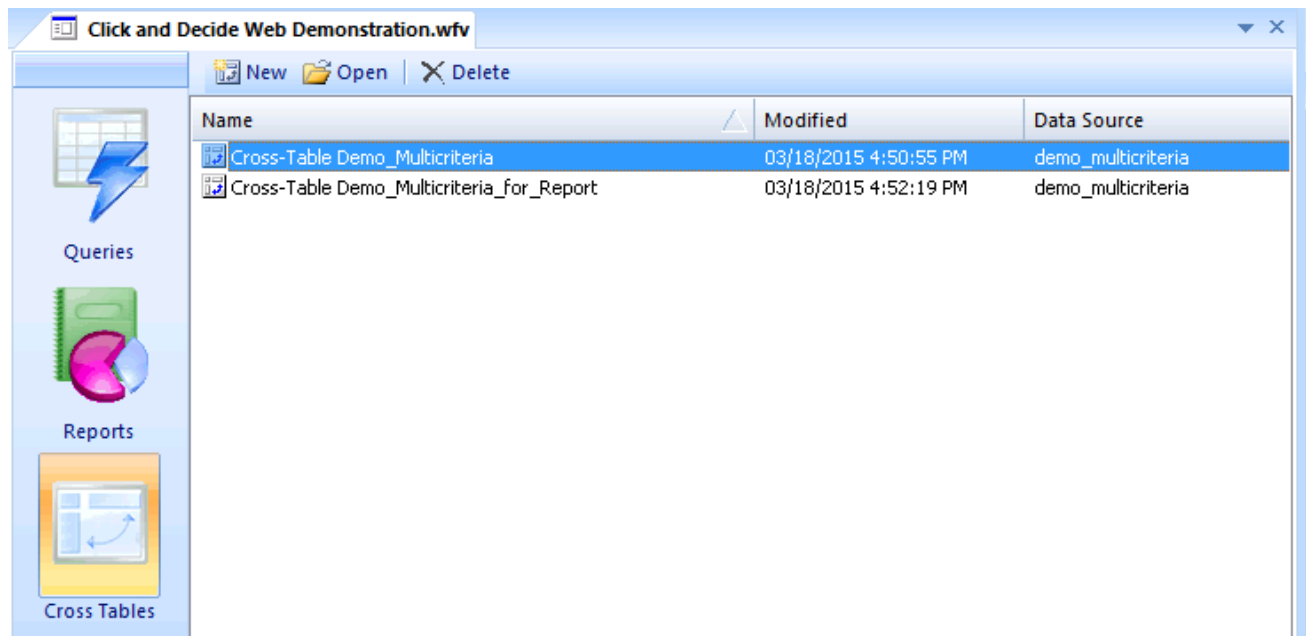 Click and Decide Web Demonstration.wfv
New Open Delete
Name Modified Data Source
Cross-Table Demo_Multicriteria 03/18/2015 4:50:55 PM demo_multicriteria
Cross-Table Demo_Multicriteria_for_Report 03/18/2015 4:52:19 PM demo_multicriteria
Queries
Reports
Cross Tables